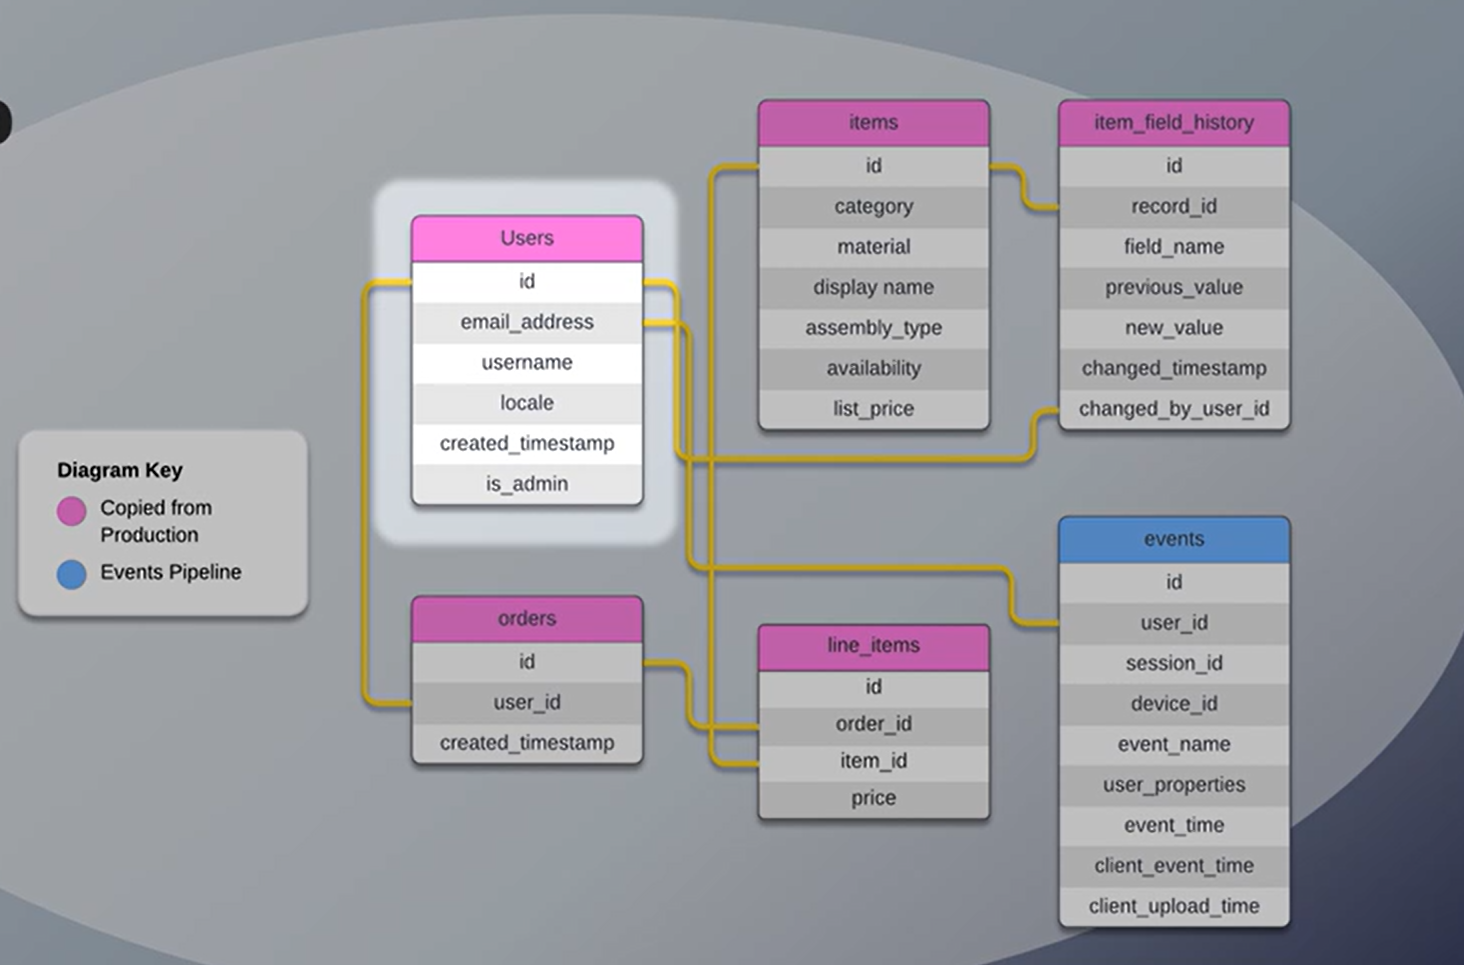 Users
id
email_address
username
locale
created_timestamp
is_admin
items
id
category
material
display name
assembly_type
availability
list_price
item_field_history
id
record_id
field_name
previous_value
new_value
changed_timestamp
changed_by_user_id
Diagram Key
Copied from
Production
Events Pipeline
orders
id
user_id
created_timestamp
line_items
id
order_id
item_id
price
events
id
user_id
session_id
device_id
event_name
user_properties
event_time
client_event_time
client_upload_time